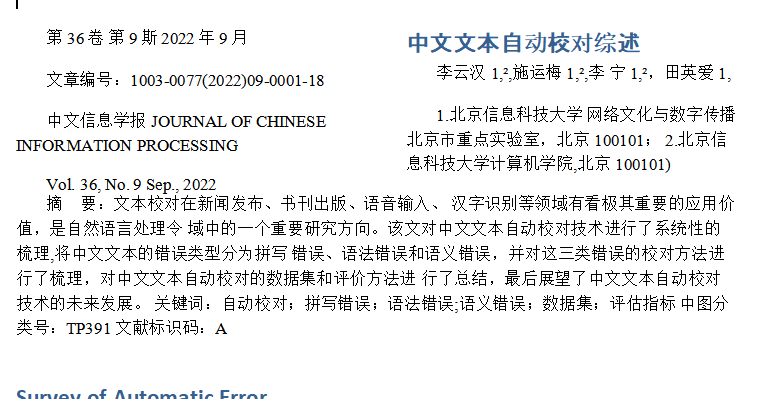 第 36 卷 第 9 期 2022 年 9 月
文章编号：1003-0077(2022)09-0001-18
中文信息学报 JOURNAL OF CHINESE
INFORMATION PROCESSING
Vol. 36, No. 9 Sep., 2022
中文文本自动校对综述
李云汉 1,²,施运梅 1,²,李 宁 1,²，田英爱 1,
1.北京信息科技大学 网络文化与数字传播
北京市重点实验室，北京 100101； 2.北京信
息科技大学计算机学院,北京 100101)
摘 要：文本校对在新闻发布、书刊出版、语音输入、 汉字识别等领域有看极其重要的应用价
值，是自然语言处理令 域中的一个重要研究方向。该文对中文文本自动校对技术进行了系统性的
梳理,将中文文本的错误类型分为拼写 错误、语法错误和语义错误，并对这三类错误的校对方法进
行了梳理，对中文文本自动校对的数据集和评价方法进 行了总结，最后展望了中文文本自动校对
技术的未来发展。 关键词：自动校对；拼写错误；语法错误;语义错误；数据集；评估指标 中图分
类号：TP391 文献标识码：A
Survey of Automatic Error